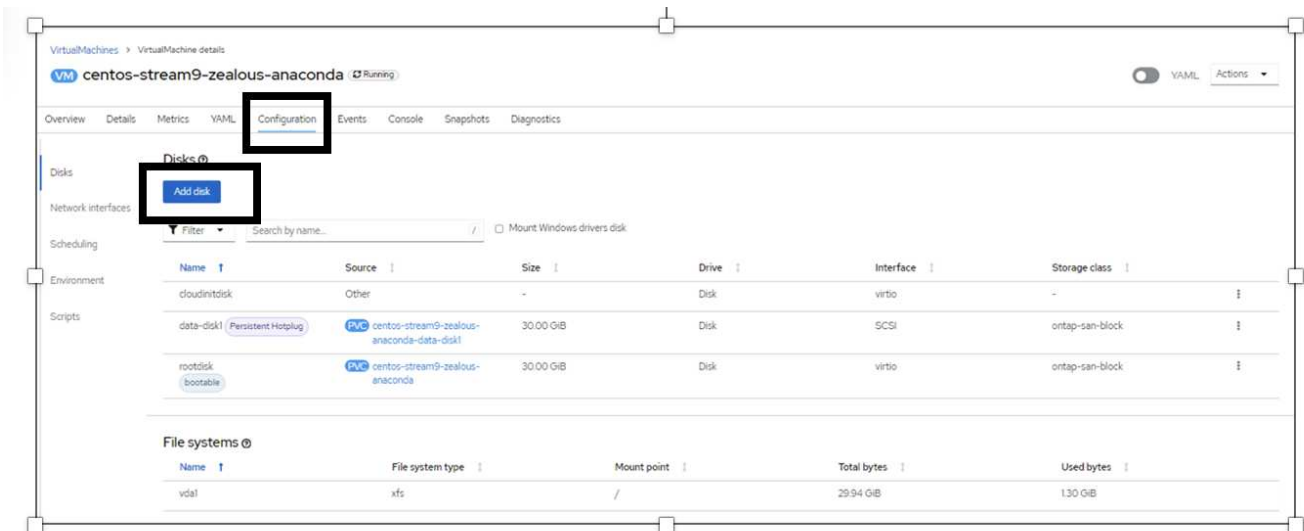 VirtualMachines > VirtualMachine details
VM centos-stream9-zealous-anaconda Running
YAML Actions
Overview Details Metrics YAML Configuration Events Console Snapshots Diagnostics
Disks
Network interfaces
Scheduling
Environment
Scripts
Disks
Add disk
Filter Search by name... / Mount Windows drivers disk
Name Source Size Drive Interface Storage class
cloudinitdisk Other - Disk virtio -
data-disk1 Persistent Hotplug PVC centos-stream9-zealous- 30.00 GiB Disk SCSI ontap-san-block
anaconda-data-disk1
rootdisk PVC centos-stream9-zealous- 30.00 GiB Disk virtio ontap-san-block
bootable anaconda
File systems
Name File system type Mount point Total bytes Used bytes
vda1 xfs / 29.94 GiB 1.30 GiB